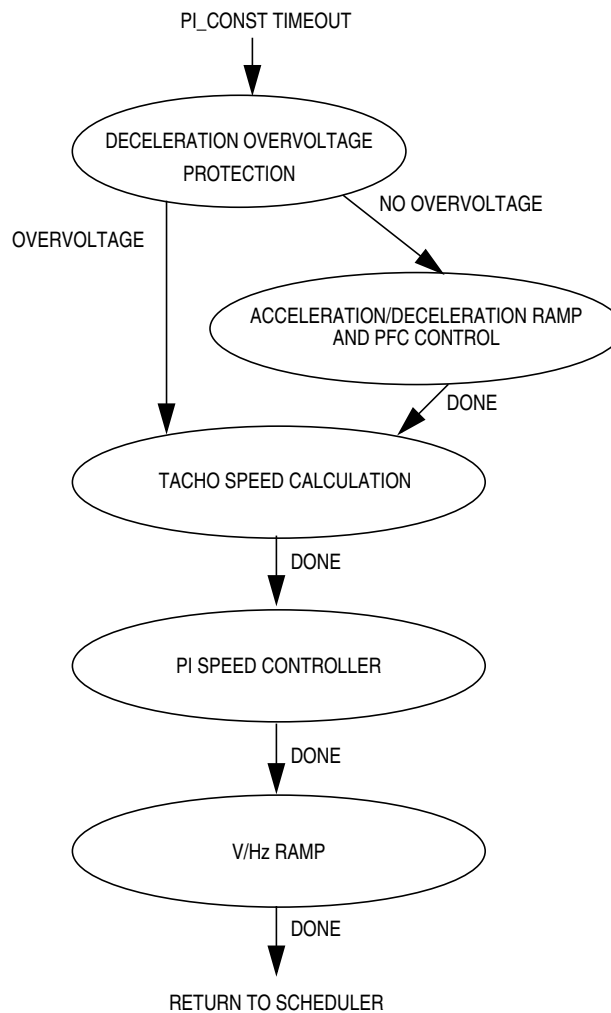 PI_CONST TIMEOUT
DECELERATION OVERVOLTAGE
PROTECTION
NO OVERVOLTAGE
OVERVOLTAGE
ACCELERATION/DECELERATION RAMP
AND PFC CONTROL
DONE
TACHO SPEED CALCULATION
DONE
PI SPEED CONTROLLER
DONE
V/Hz RAMP
DONE
RETURN TO SCHEDULER